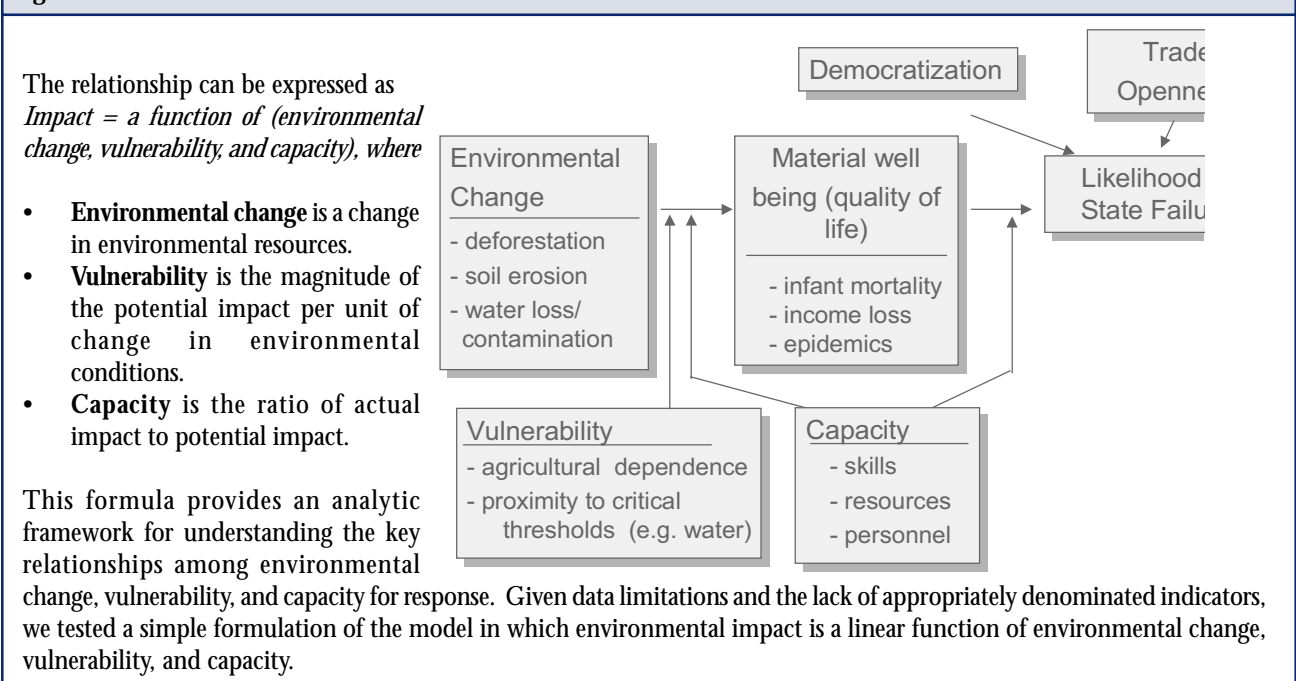 The relationship can be expressed as
Impact = a function of (environmental
change, vulnerability, and capacity), where
• Environmental change is a change
in environmental resources.
• Vulnerability is the magnitude of
the potential impact per unit of
change in environmental
conditions.
• Capacity is the ratio of actual
impact to potential impact.
This formula provides an analytic
framework for understanding the key
relationships among environmental
change, vulnerability, and capacity for response. Given data limitations and the lack of appropriately denominated indicators,
we tested a simple formulation of the model in which environmental impact is a linear function of environmental change,
vulnerability, and capacity.
Democratization
Trade
Openne
Environmental
Change
- deforestation
- soil erosion
- water loss/
contamination
Material well
being (quality of
life)
- infant mortality
- income loss
- epidemics
Likelihood
State Failu
Vulnerability
- agricultural dependence
- proximity to critical
thresholds (e.g. water)
Capacity
- skills
- resources
- personnel